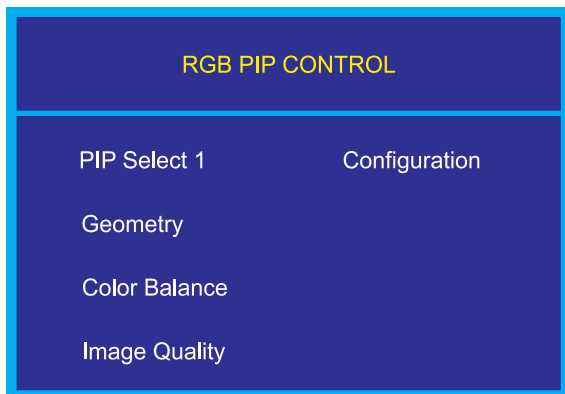 RGB PIP CONTROL
PIP Select 1 Configuration
Geometry
Color Balance
Image Quality